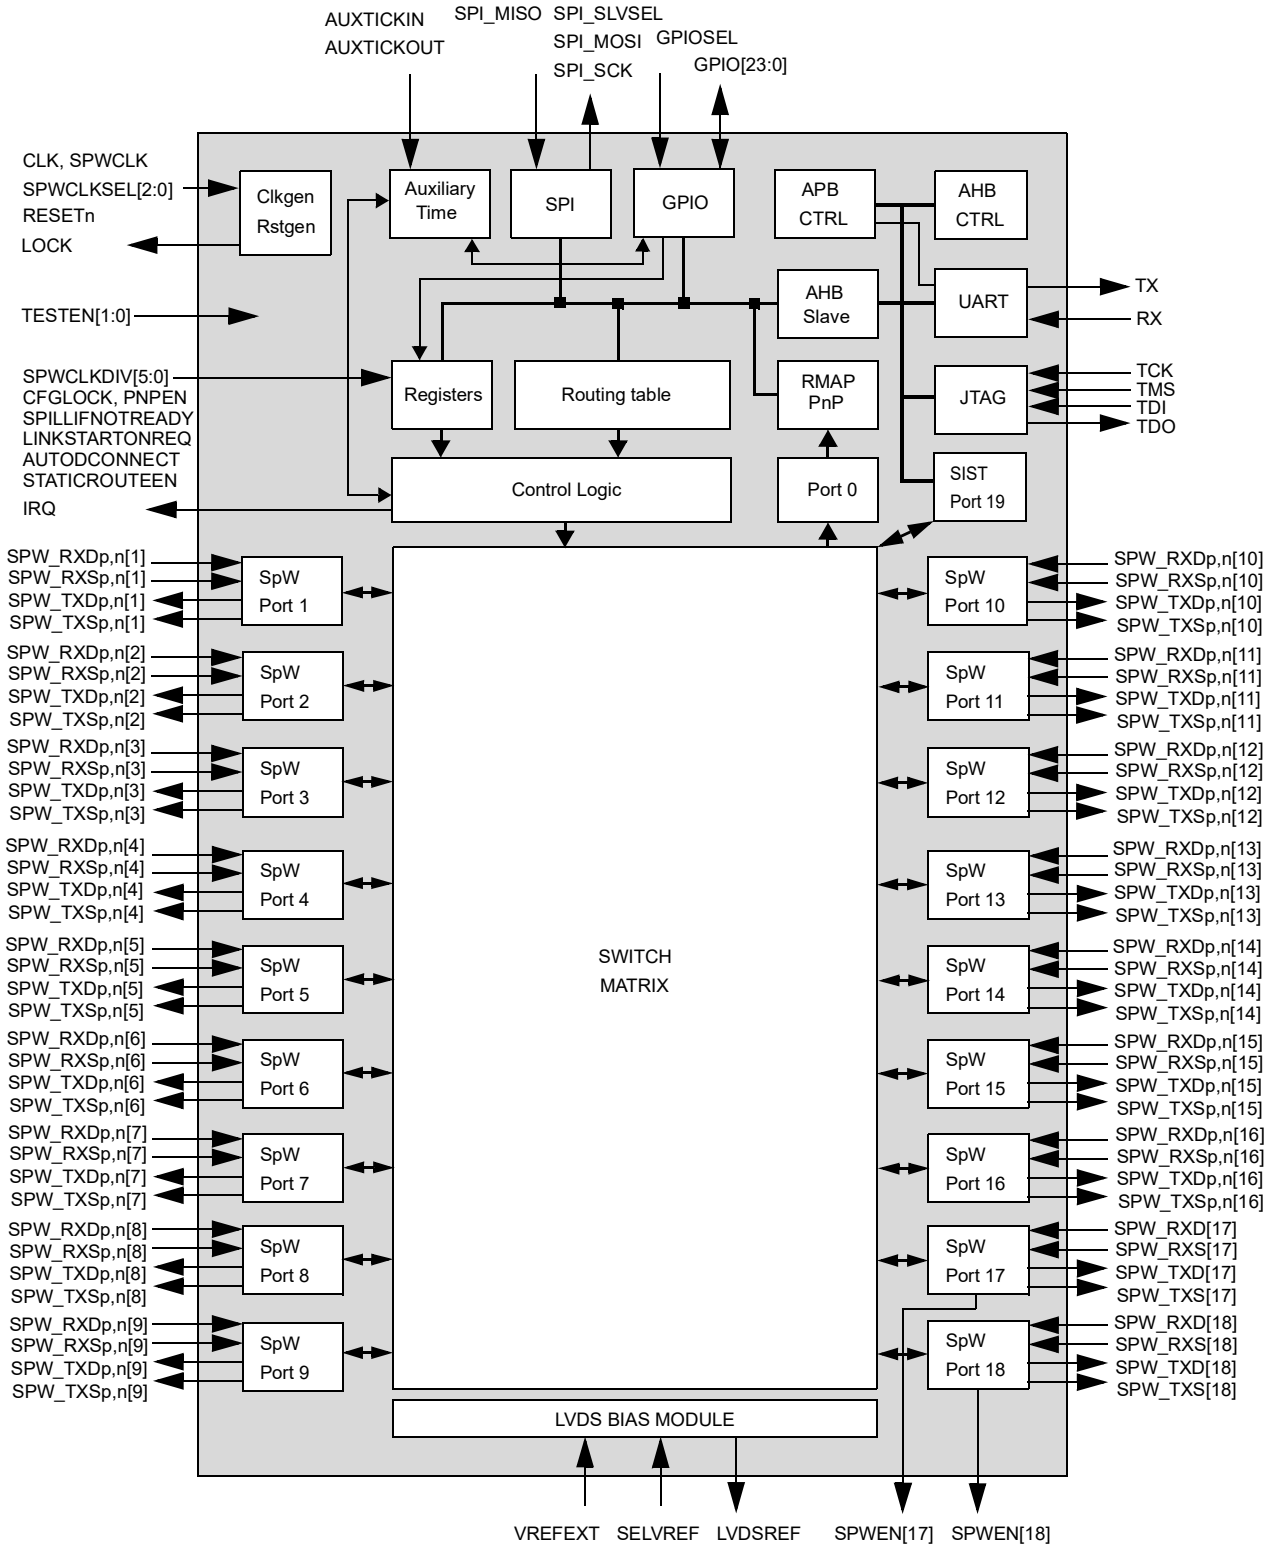 AUXTICKIN
AUXTICKOUT
SPI_MISO
SPI_SLVSEL
SPI_MOSI
SPI_SCK
GPIOSEL
GPIO[23:0]
CLK, SPWCLK
SPWCLKSEL[2:0]
RESETn
LOCK
Clkgen
Rstgen
Auxiliary
Time
SPI
GPIO
APB
CTRL
AHB
CTRL
TESTEN[1:0]
AHB
Slave
UART
TX
RX
SPWCLKDIV[5:0]
CFGLOCK, PNPEN
SPILLIFNOTREADY
LINKSTARTONREQ
AUTODCONNECT
STATICROUTEEN
IRQ
Registers
Routing table
RMAP
PnP
JTAG
TCK
TMS
TDI
TDO
Control Logic
Port 0
SIST
Port 19
SPW_RXDp,n[1]
SPW_RXSp,n[1]
SPW_TXDp,n[1]
SPW_TXSp,n[1]
SpW
Port 1
SPW_RXDp,n[2]
SPW_RXSp,n[2]
SPW_TXDp,n[2]
SPW_TXSp,n[2]
SpW
Port 2
SPW_RXDp,n[3]
SPW_RXSp,n[3]
SPW_TXDp,n[3]
SPW_TXSp,n[3]
SpW
Port 3
SPW_RXDp,n[4]
SPW_RXSp,n[4]
SPW_TXDp,n[4]
SPW_TXSp,n[4]
SpW
Port 4
SPW_RXDp,n[5]
SPW_RXSp,n[5]
SPW_TXDp,n[5]
SPW_TXSp,n[5]
SpW
Port 5
SPW_RXDp,n[6]
SPW_RXSp,n[6]
SPW_TXDp,n[6]
SPW_TXSp,n[6]
SpW
Port 6
SPW_RXDp,n[7]
SPW_RXSp,n[7]
SPW_TXDp,n[7]
SPW_TXSp,n[7]
SpW
Port 7
SPW_RXDp,n[8]
SPW_RXSp,n[8]
SPW_TXDp,n[8]
SPW_TXSp,n[8]
SpW
Port 8
SPW_RXDp,n[9]
SPW_RXSp,n[9]
SPW_TXDp,n[9]
SPW_TXSp,n[9]
SpW
Port 9
SWITCH
MATRIX
SpW
Port 10
SPW_RXDp,n[10]
SPW_RXSp,n[10]
SPW_TXDp,n[10]
SPW_TXSp,n[10]
SpW
Port 11
SPW_RXDp,n[11]
SPW_RXSp,n[11]
SPW_TXDp,n[11]
SPW_TXSp,n[11]
SpW
Port 12
SPW_RXDp,n[12]
SPW_RXSp,n[12]
SPW_TXDp,n[12]
SPW_TXSp,n[12]
SpW
Port 13
SPW_RXDp,n[13]
SPW_RXSp,n[13]
SPW_TXDp,n[13]
SPW_TXSp,n[13]
SpW
Port 14
SPW_RXDp,n[14]
SPW_RXSp,n[14]
SPW_TXDp,n[14]
SPW_TXSp,n[14]
SpW
Port 15
SPW_RXDp,n[15]
SPW_RXSp,n[15]
SPW_TXDp,n[15]
SPW_TXSp,n[15]
SpW
Port 16
SPW_RXDp,n[16]
SPW_RXSp,n[16]
SPW_TXDp,n[16]
SPW_TXSp,n[16]
SpW
Port 17
SPW_RXD[17]
SPW_RXS[17]
SPW_TXD[17]
SPW_TXS[17]
SpW
Port 18
SPW_RXD[18]
SPW_RXS[18]
SPW_TXD[18]
SPW_TXS[18]
LVDS BIAS MODULE
VREFEXT
SELVREF
LVDSREF
SPWEN[17]
SPWEN[18]